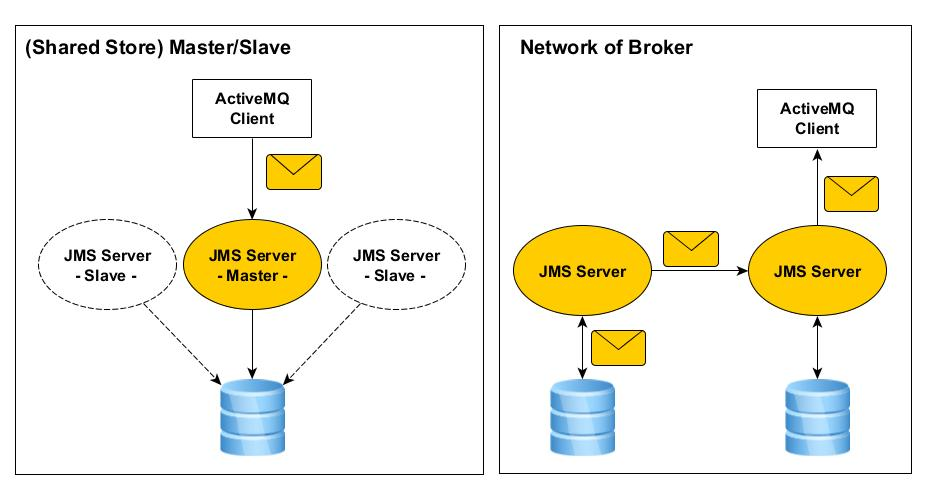 (Shared Store) Master/Slave
ActiveMQ
Client
JMS Server
- Slave -
JMS Server
- Master -
JMS Server
- Slave -
Network of Broker
ActiveMQ
Client
JMS Server
JMS Server